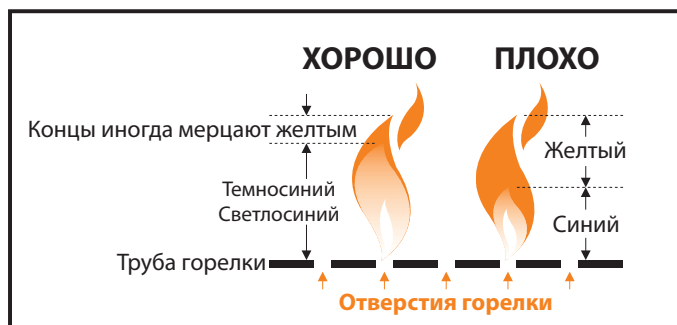 ХОРОШО ПЛОХО
Концы иногда мерцают желтым
Желтый
Темносиний
Светлосиний
Синий
Труба горелки
Отверстия горелки